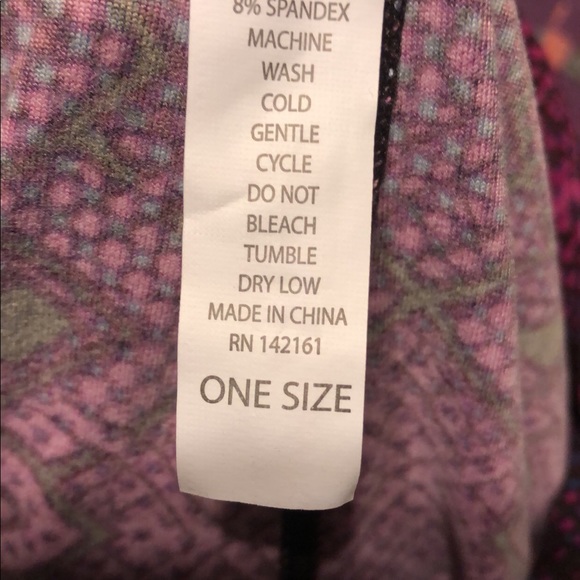 8% SPANDEX
MACHINE
WASH
COLD
GENTLE
CYCLE
DO NOT
BLEACH
TUMBLE
DRY LOW
MADE IN CHINA
RN 142161
ONE SIZE